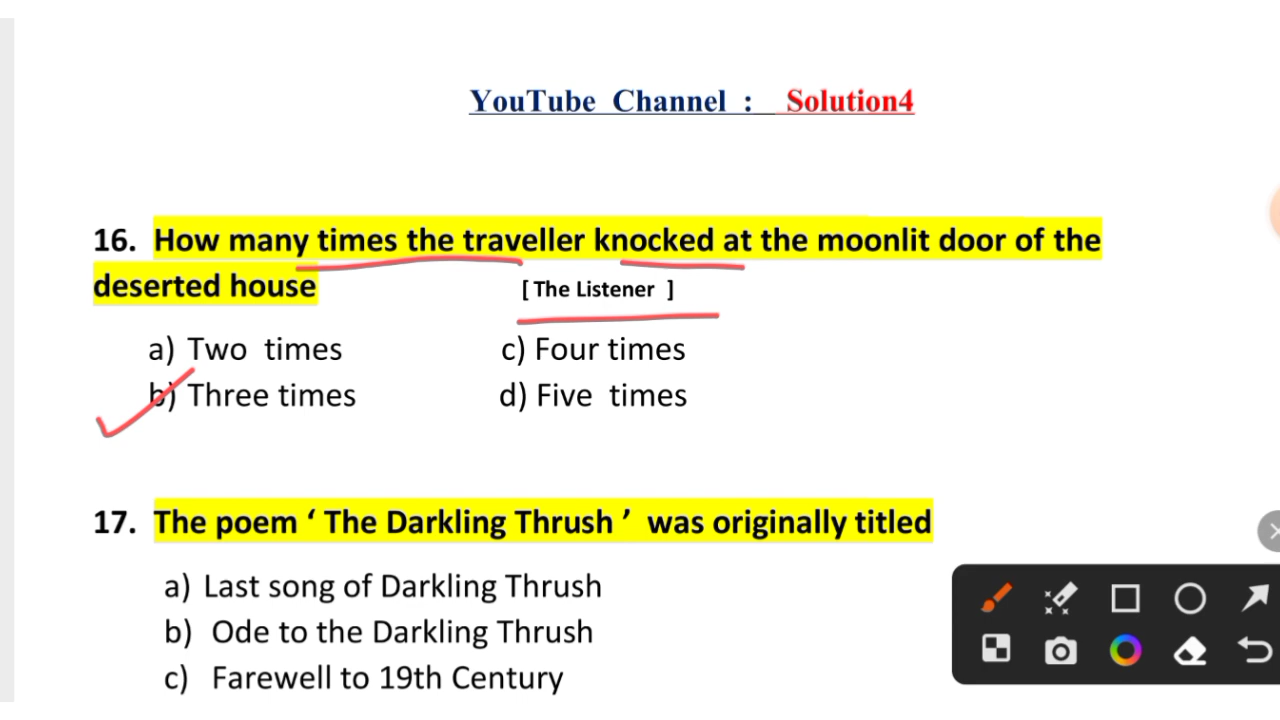 YouTube Channel : Solution4
16. How many times the traveller knocked at the moonlit door of the
deserted house [ The Listener ]
a) Two times c) Four times
b) Three times d) Five times
17. The poem ‘ The Darkling Thrush ’ was originally titled
a) Last song of Darkling Thrush
b) Ode to the Darkling Thrush
c) Farewell to 19th Century